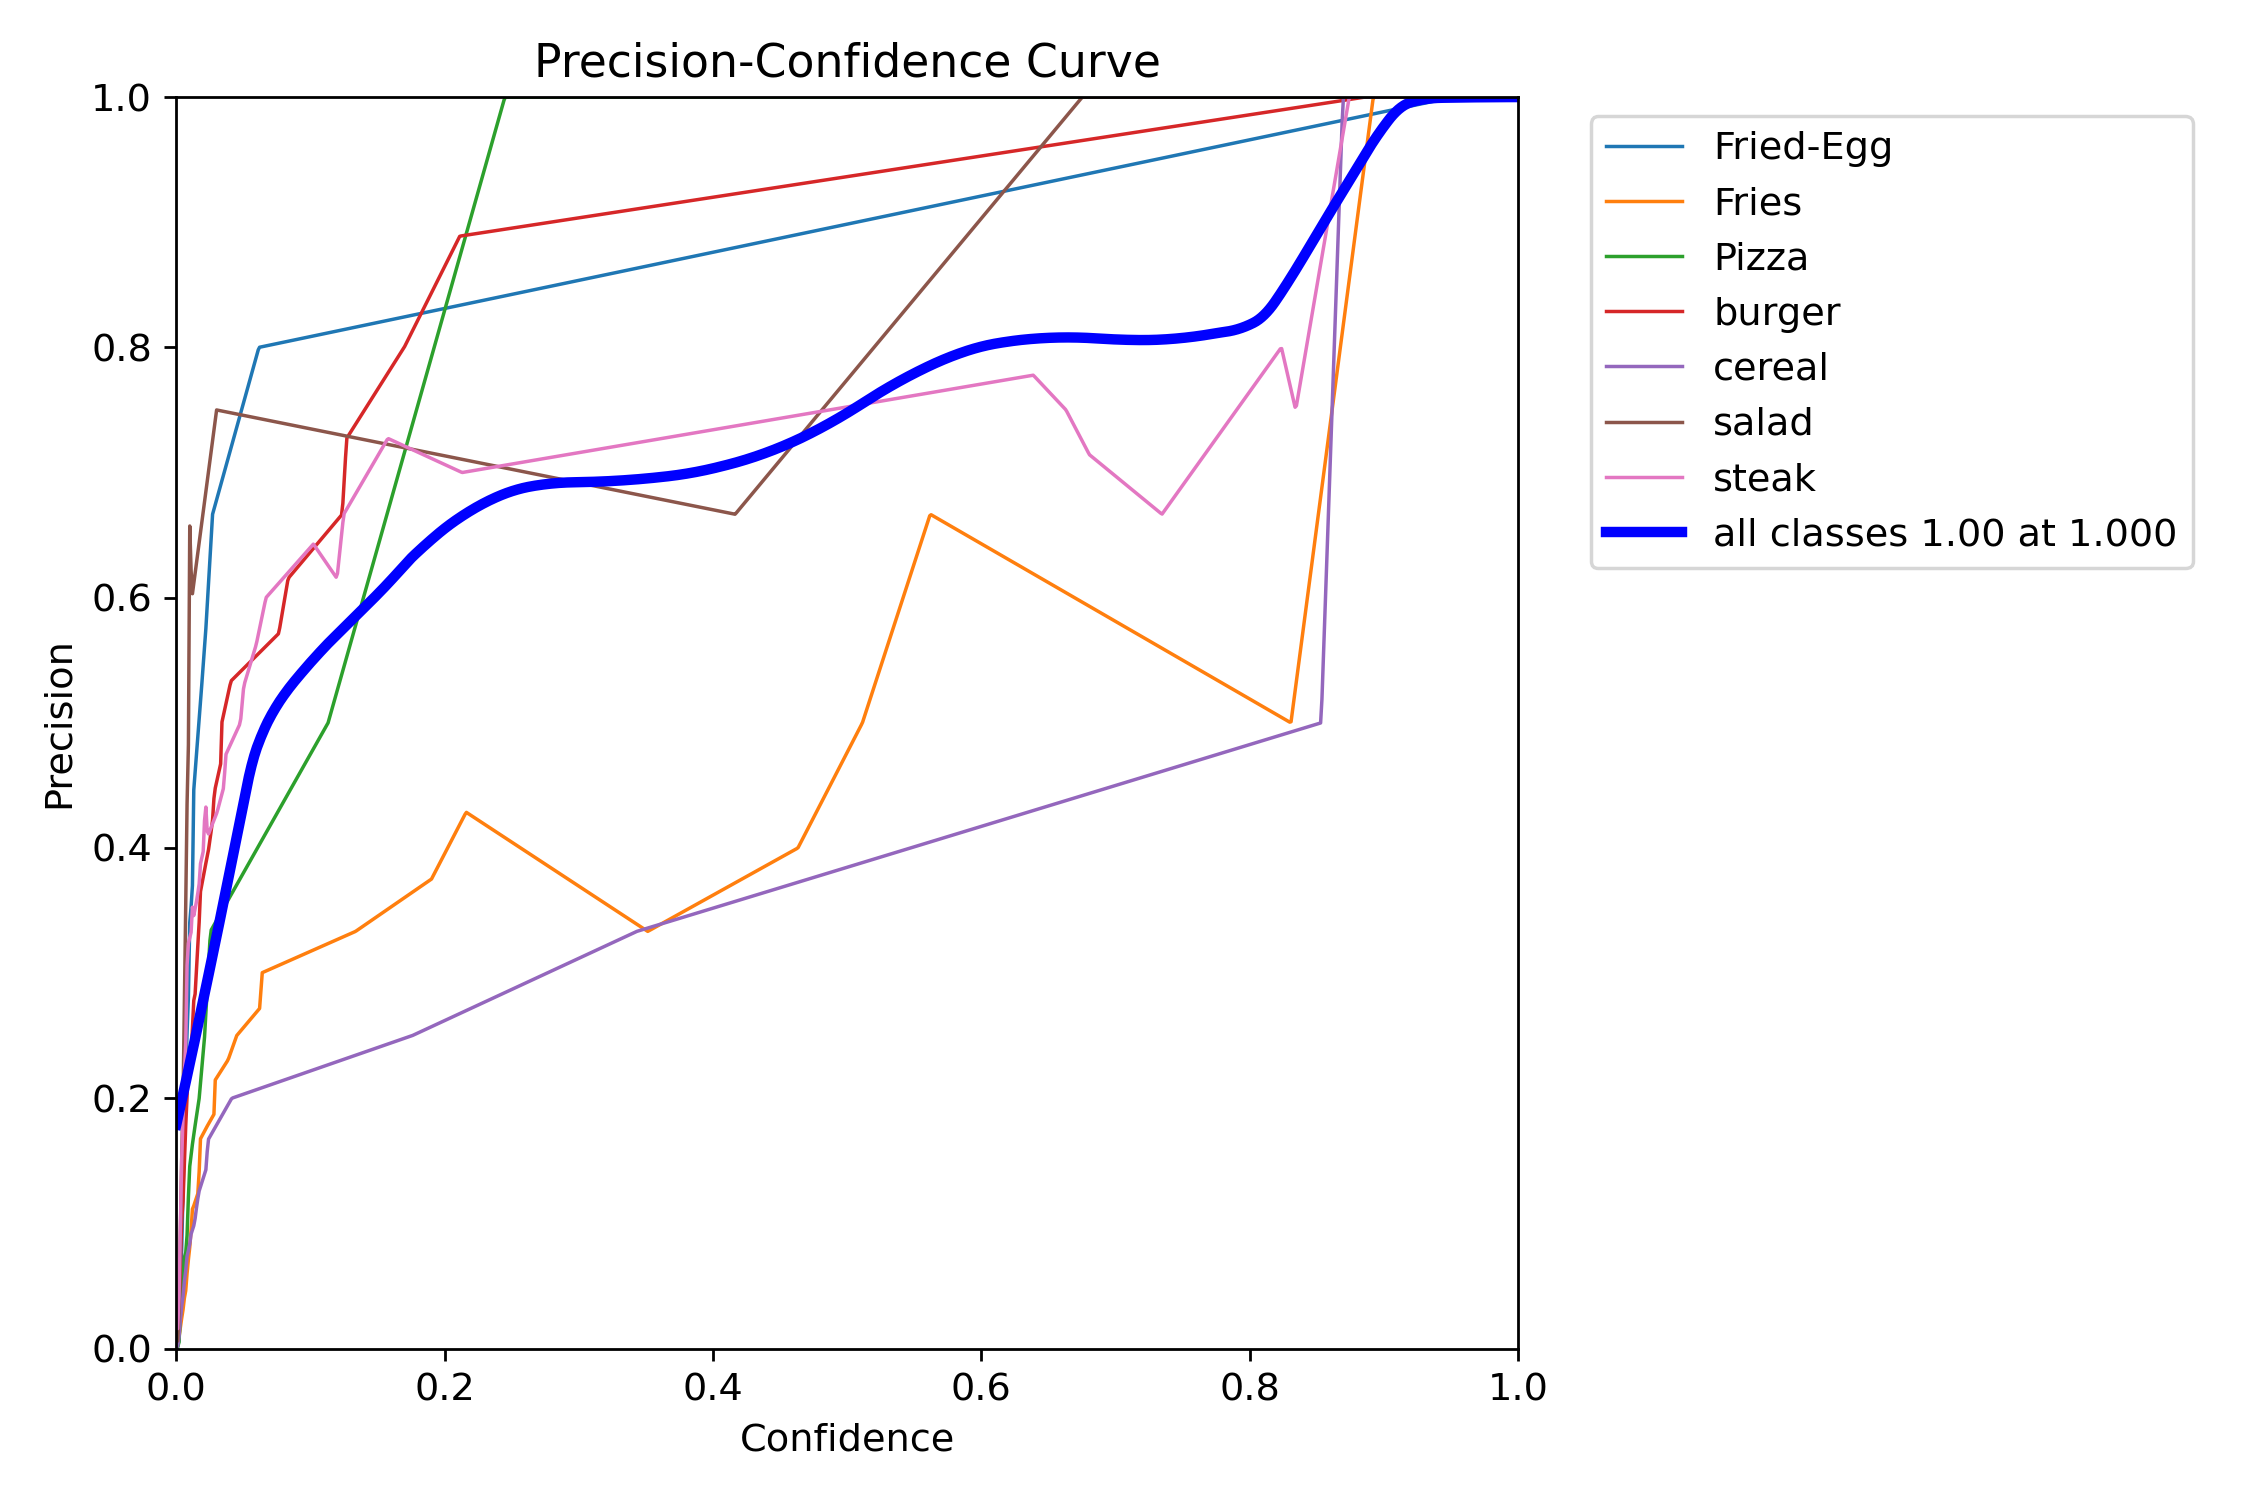 Precision-Confidence Curve
1.0
0.8
0.6
0.4
0.2
0.0
Precision
0.0 0.2 0.4 0.6 0.8 1.0
Confidence
Fried-Egg
Fries
Pizza
burger
cereal
salad
steak
all classes 1.00 at 1.000